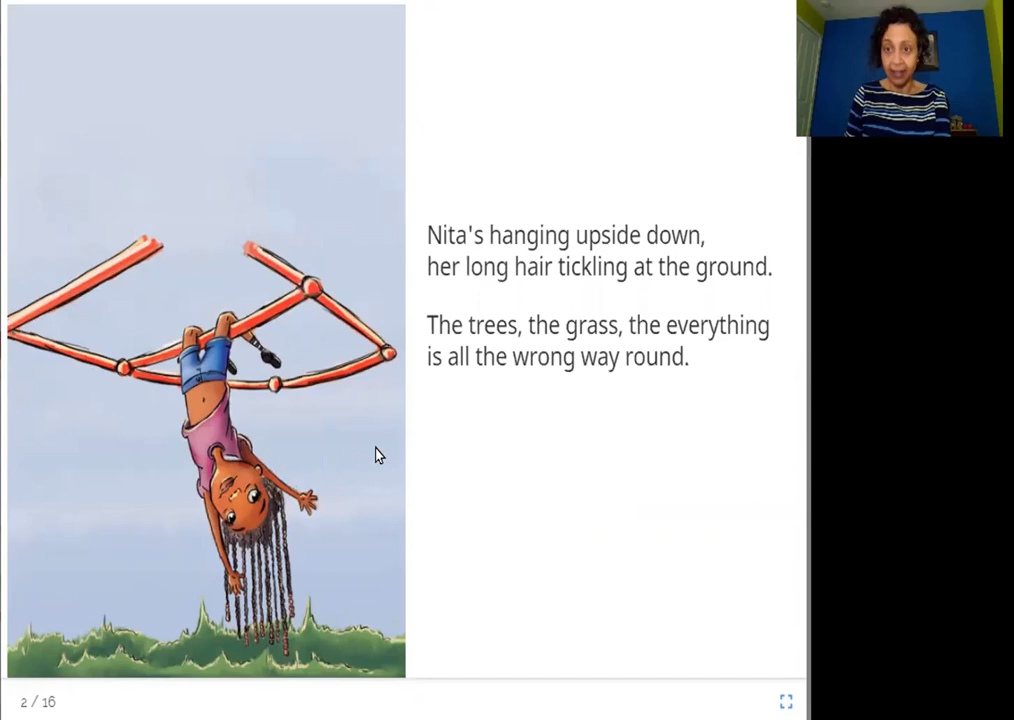 Nita's hanging upside down,
her long hair tickling at the ground.
The trees, the grass, the everything
is all the wrong way round.
2 / 16